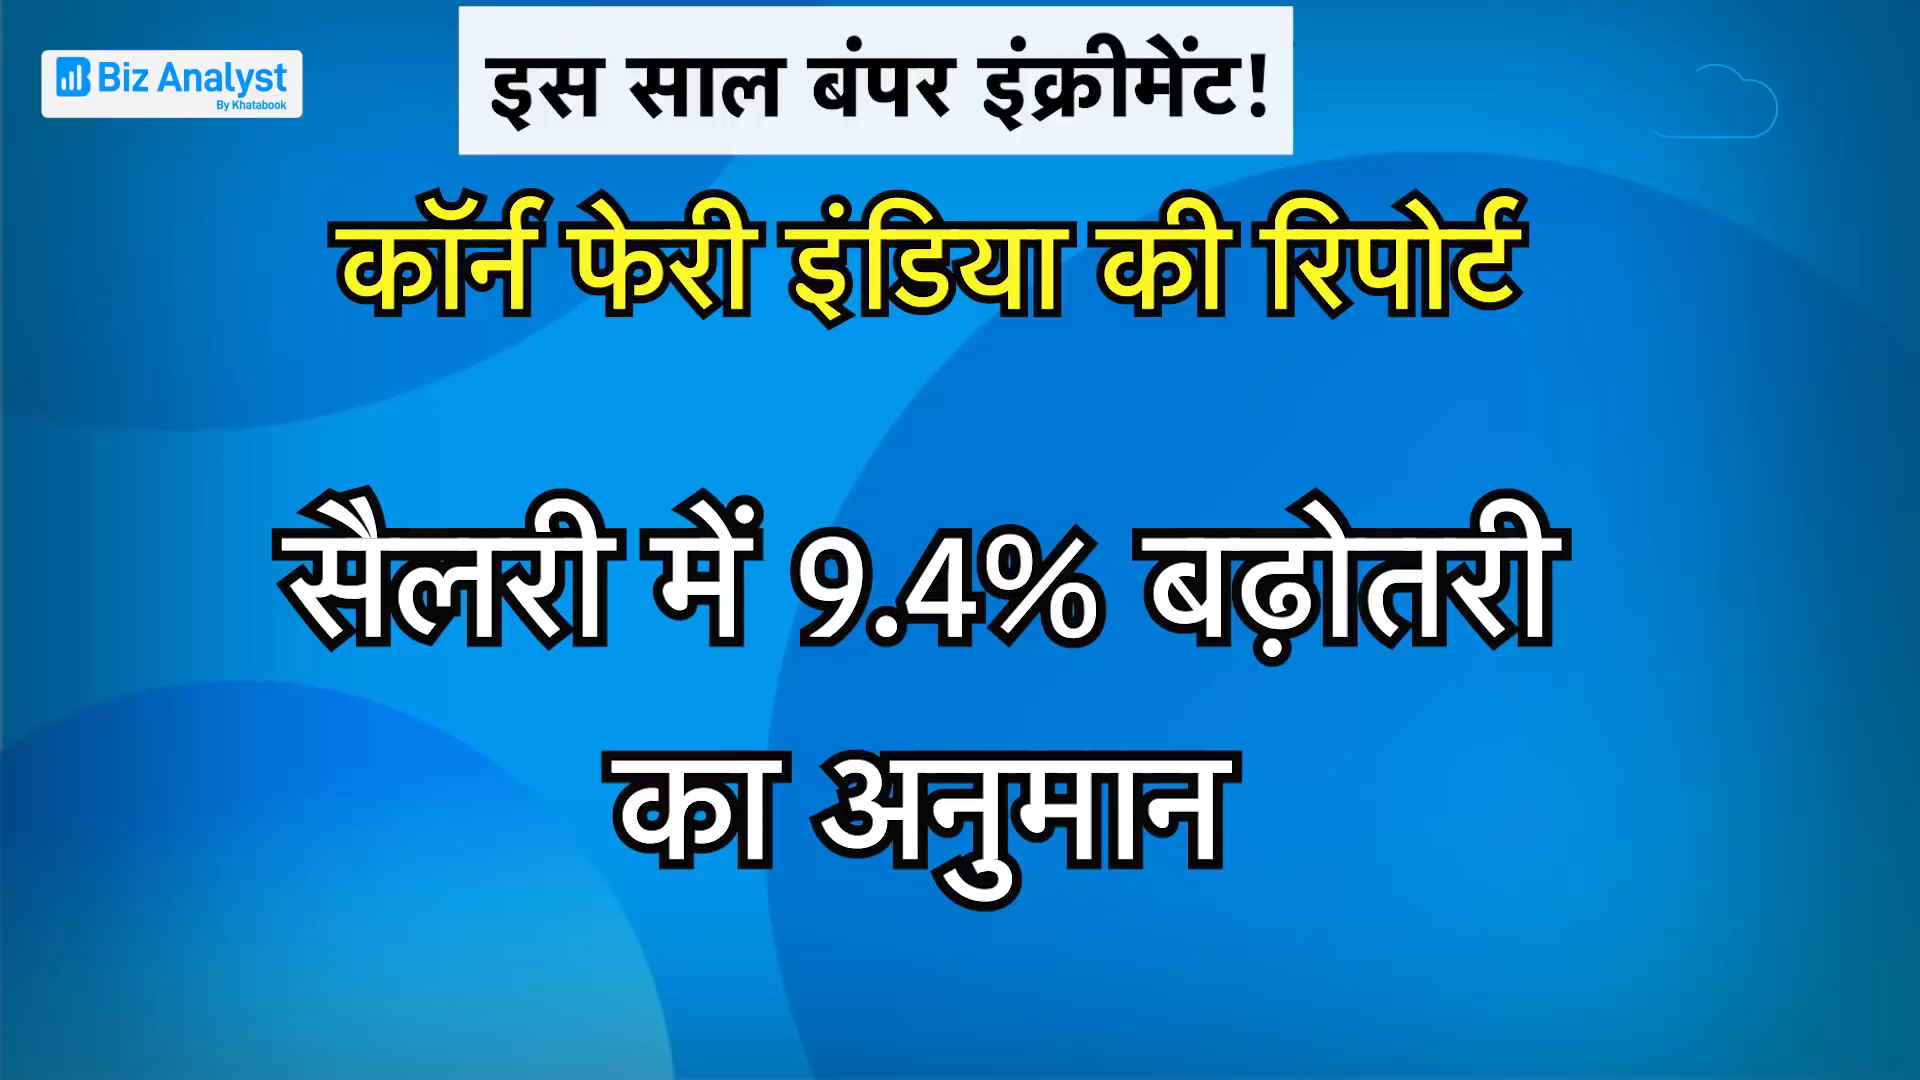 Biz Analyst
By Khatabook
इस साल बंपर इंक्रीमेंट!
कॉर्न फेरी इंडिया की रिपोर्ट
सैलरी में 9.4% बढ़ोतरी
का अनुमान